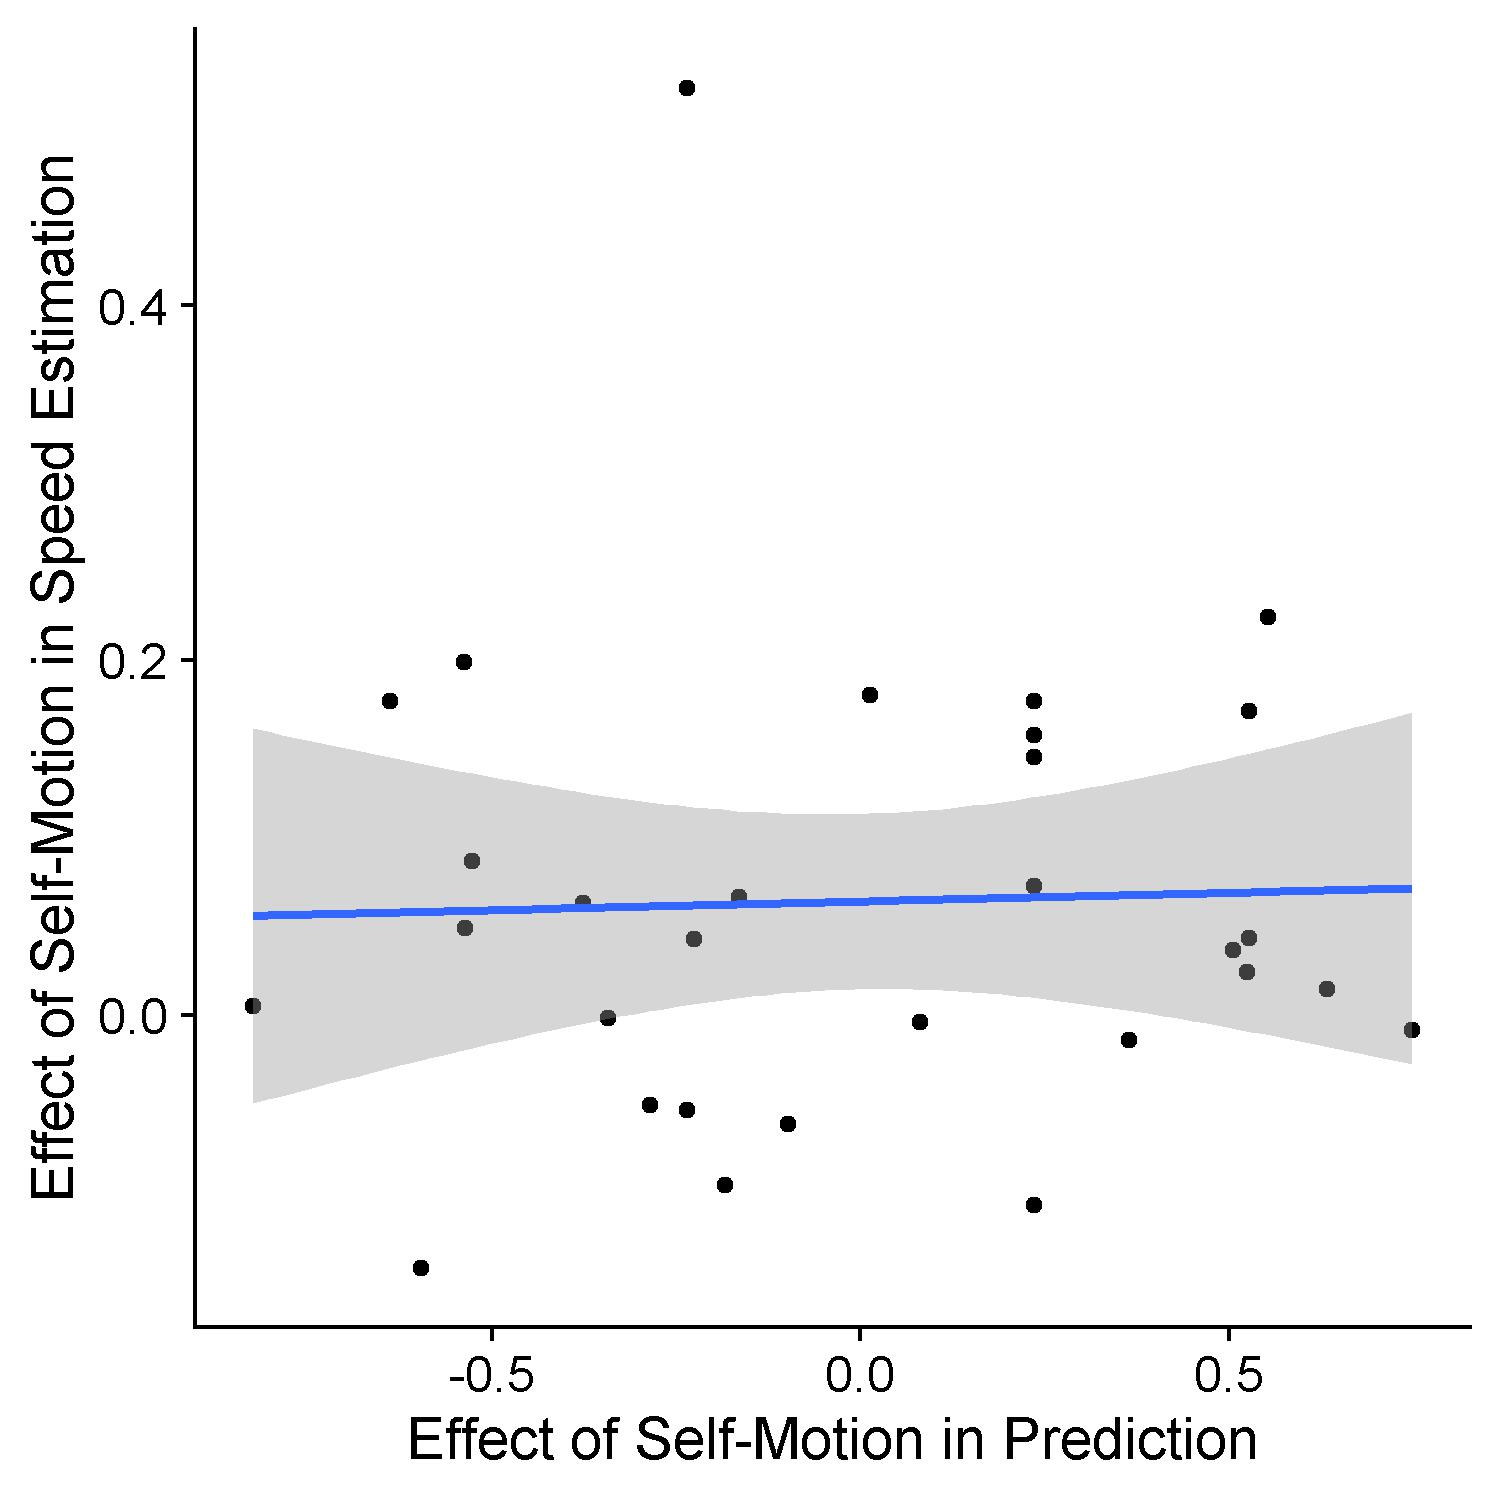 Effect of Self-Motion in Speed Estimation
0.4
0.2
0.0
-0.5 0.0 0.5
Effect of Self-Motion in Prediction